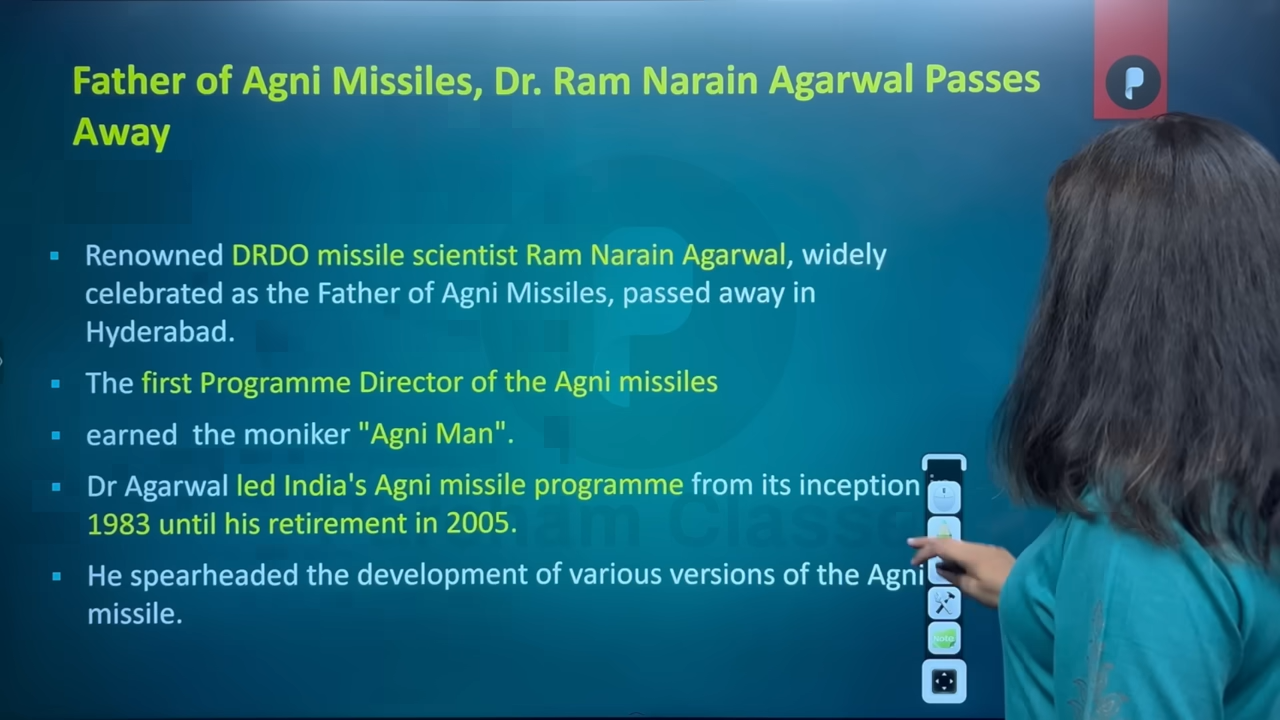 Father of Agni Missiles, Dr. Ram Narain Agarwal Passes
Away
Renowned DRDO missile scientist Ram Narain Agarwal, widely
celebrated as the Father of Agni Missiles, passed away in
Hyderabad.
The first Programme Director of the Agni missiles
earned the moniker "Agni Man".
Dr Agarwal led India's Agni missile programme from its inception
1983 until his retirement in 2005.
He spearheaded the development of various versions of the Agni
missile.
Note